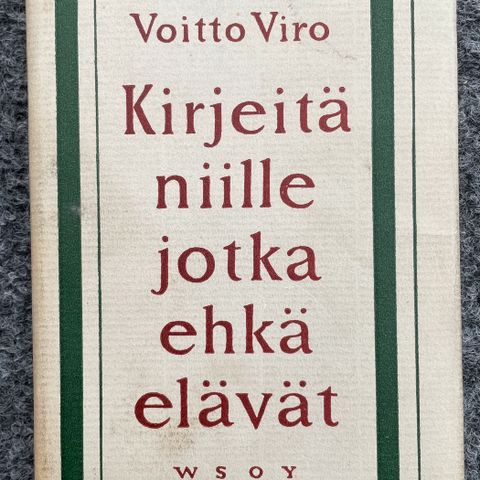 Voitto Viro
Kirjeitä
niille
jotka
ehkä
elävät
WSOY